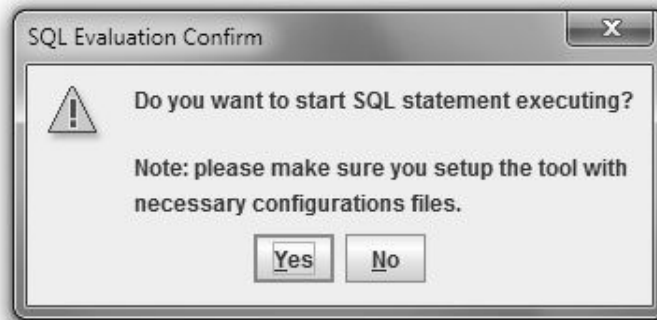 SQL Evaluation Confirm
Do you want to start SQL statement executing?
Note: please make sure you setup the tool with
necessary configurations files.
Yes No